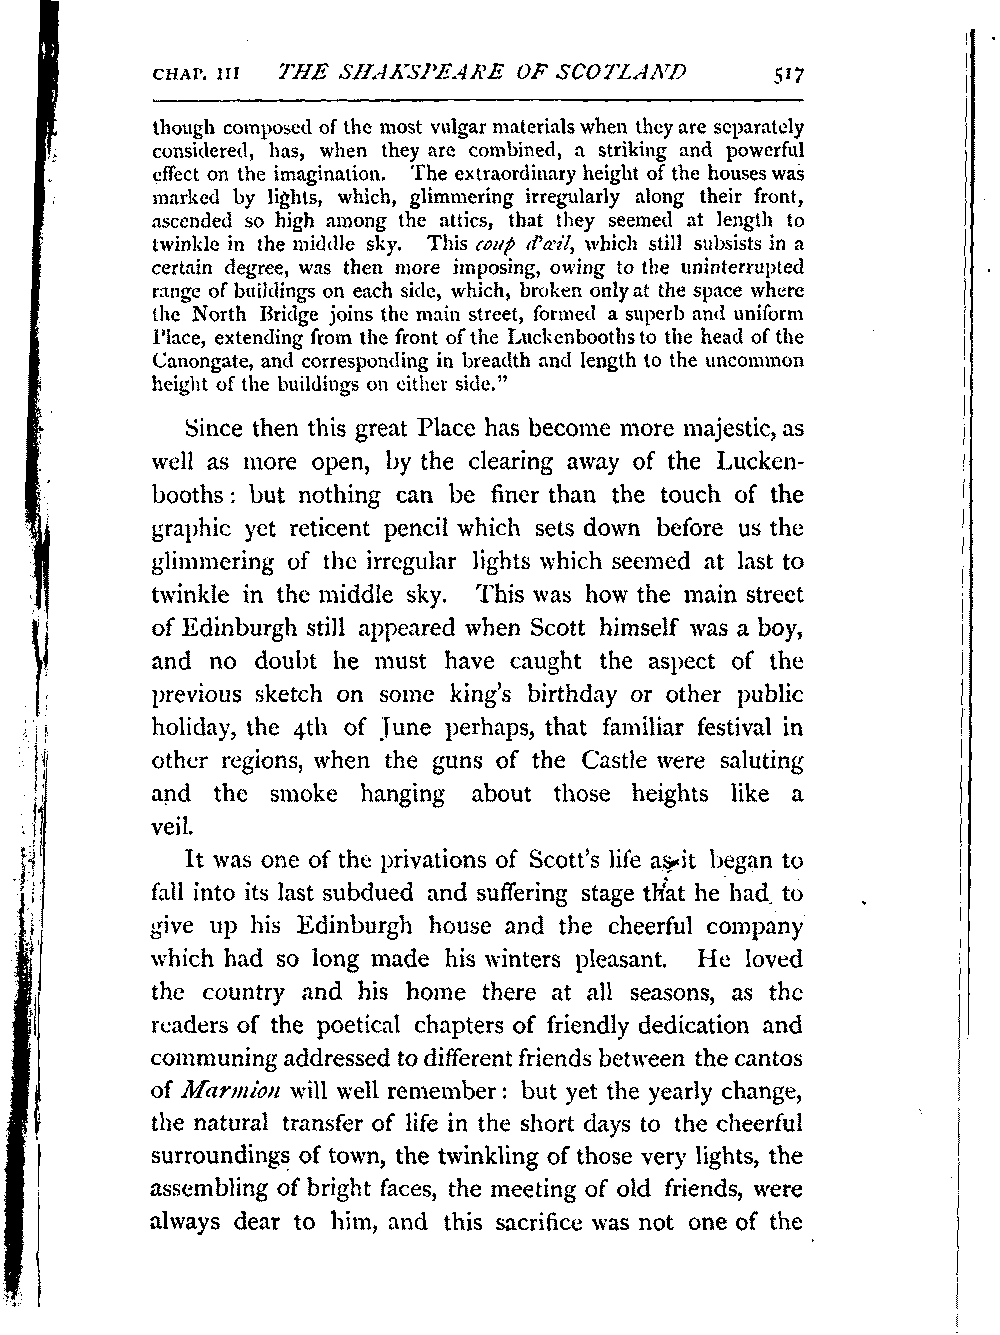 CHAP. III THE SHAKSPEARE OF SCOTLAND 517
though composed of the most vulgar materials when they are separately
considered, has, when they are combined, a striking and powerful
effect on the imagination. The extraordinary height of the houses was
marked by lights, which, glimmering irregularly along their front,
ascended so high among the attics, that they seemed at length to
twinkle in the middle sky. This coup d'œil, which still subsists in a
certain degree, was then more imposing, owing to the uninterrupted
range of buildings on each side, which, broken only at the space where
the North Bridge joins the main street, formed a superb and uniform
Place, extending from the front of the Luckenbooths to the head of the
Canongate, and corresponding in breadth and length to the uncommon
height of the buildings on either side."
Since then this great Place has become more majestic, as
well as more open, by the clearing away of the Lucken-
booths: but nothing can be finer than the touch of the
graphic yet reticent pencil which sets down before us the
glimmering of the irregular lights which seemed at last to
twinkle in the middle sky. This was how the main street
of Edinburgh still appeared when Scott himself was a boy,
and no doubt he must have caught the aspect of the
previous sketch on some king's birthday or other public
holiday, the 4th of June perhaps, that familiar festival in
other regions, when the guns of the Castle were saluting
and the smoke hanging about those heights like a
veil.
It was one of the privations of Scott's life as it began to
fall into its last subdued and suffering stage that he had to
give up his Edinburgh house and the cheerful company
which had so long made his winters pleasant. He loved
the country and his home there at all seasons, as the
readers of the poetical chapters of friendly dedication and
communing addressed to different friends between the cantos
of Marmion will well remember: but yet the yearly change,
the natural transfer of life in the short days to the cheerful
surroundings of town, the twinkling of those very lights, the
assembling of bright faces, the meeting of old friends, were
always dear to him, and this sacrifice was not one of the